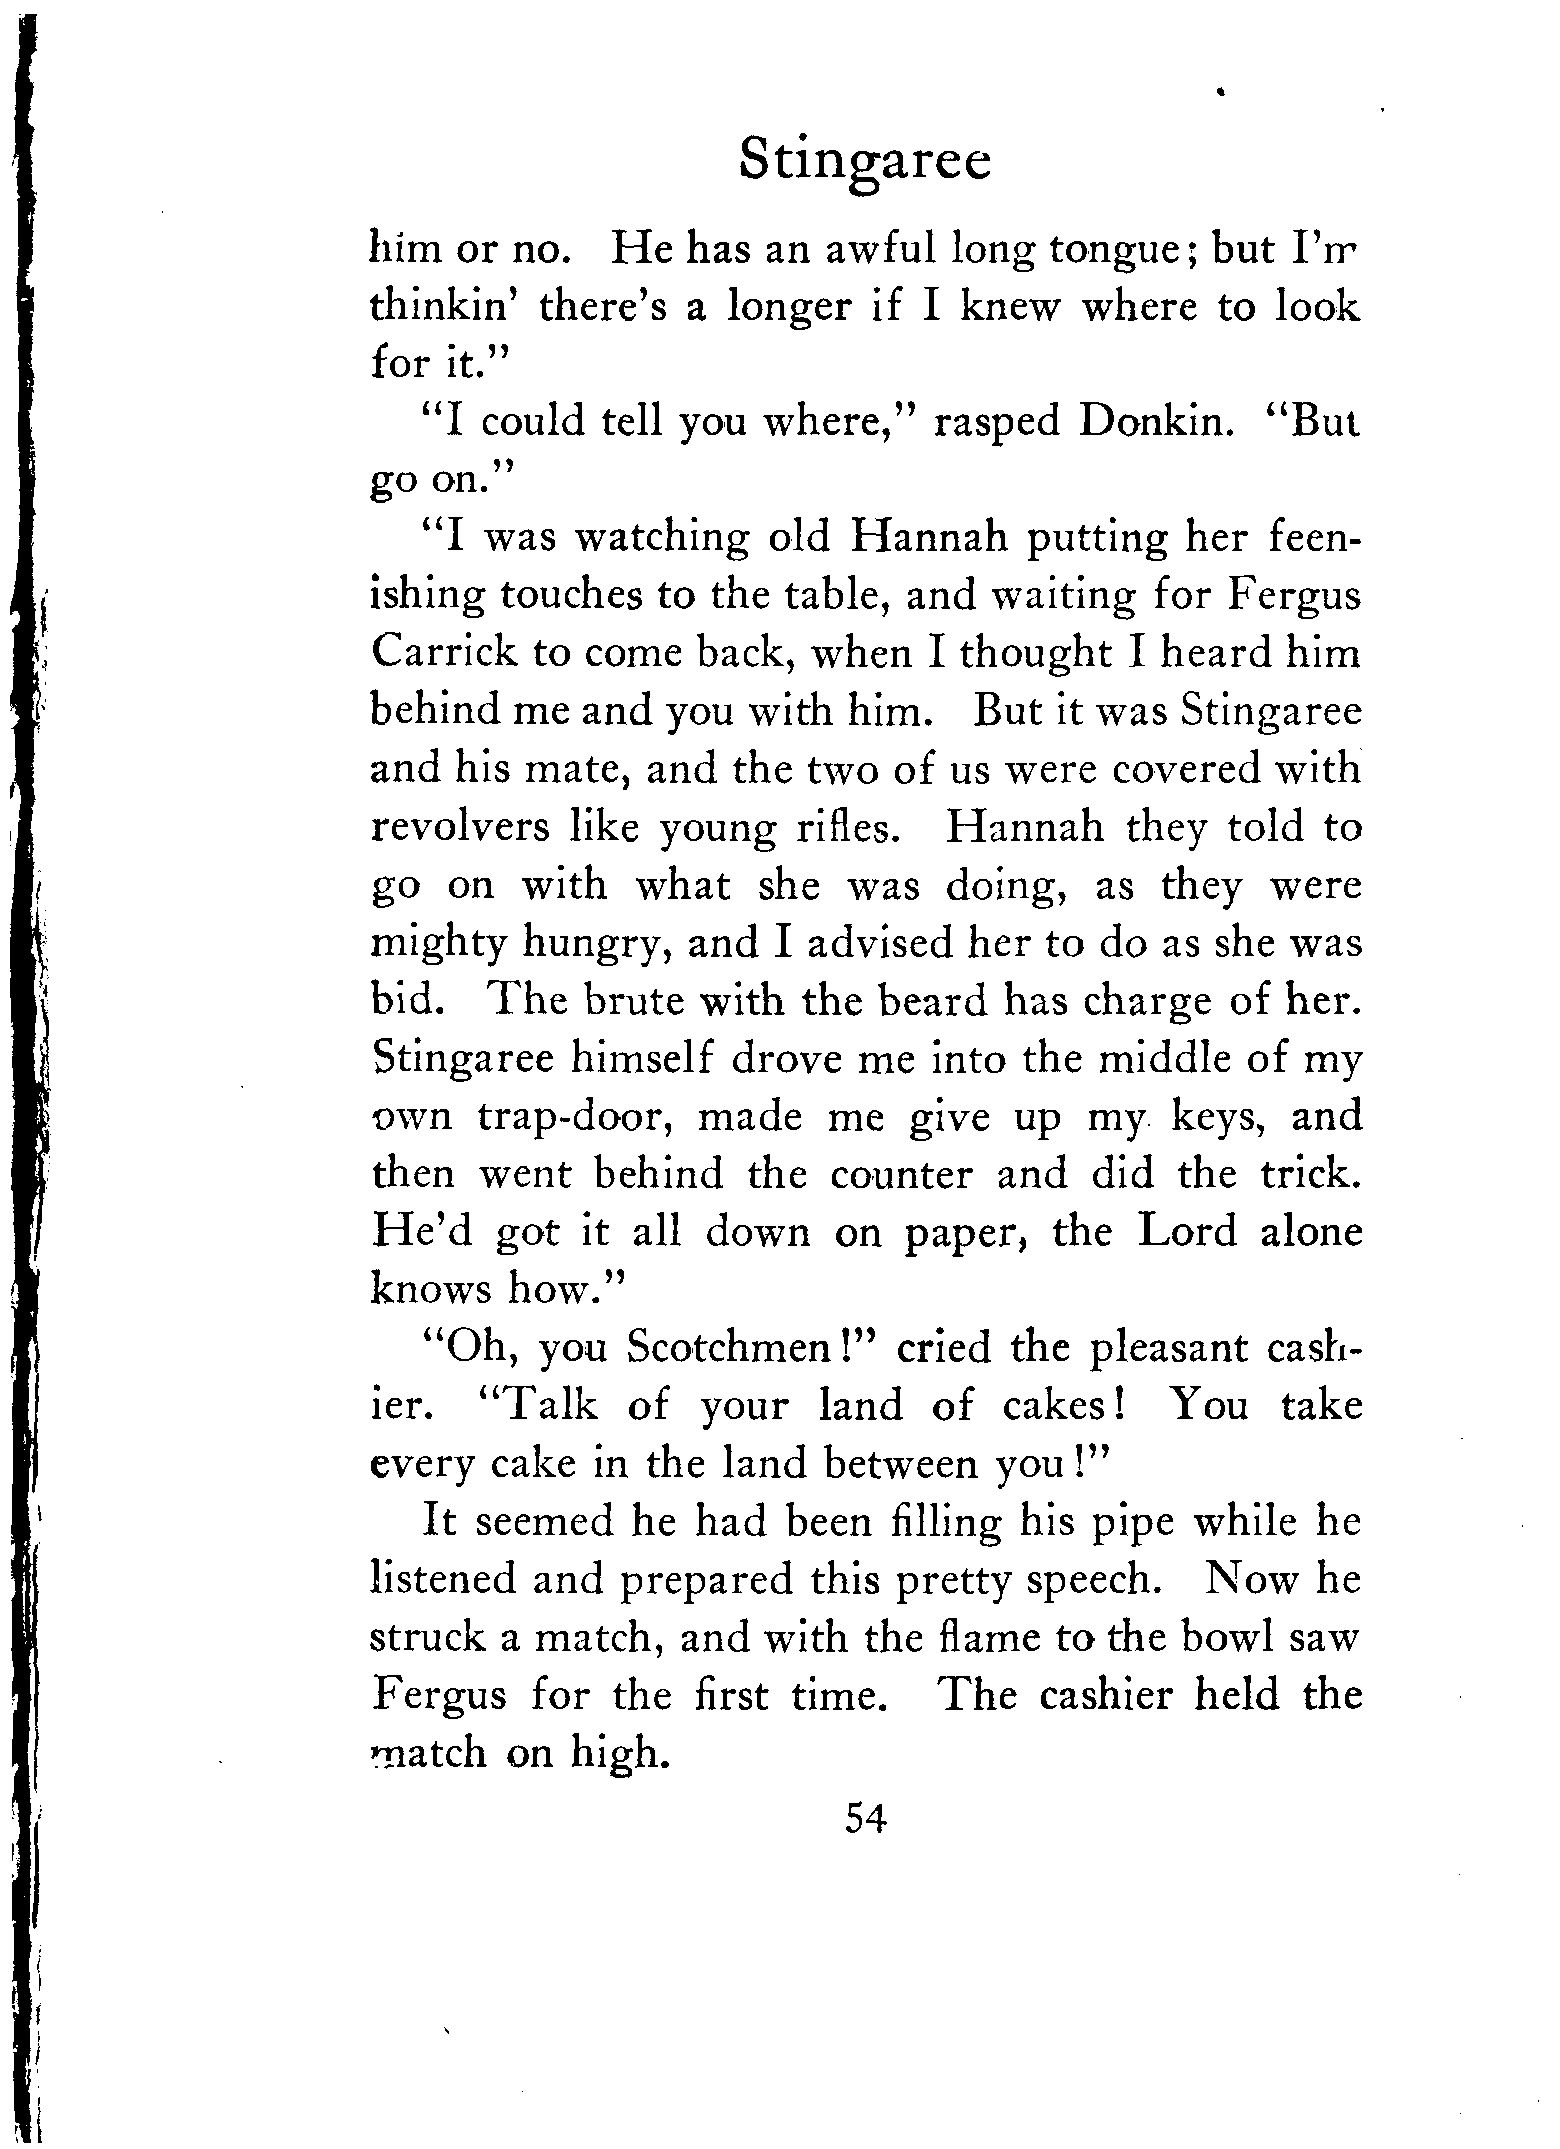 Stingaree
him or no. He has an awful long tongue; but I'm
thinkin' there's a longer if I knew where to look
for it."
"I could tell you where," rasped Donkin. "But
go on."
"I was watching old Hannah putting her feen-
ishing touches to the table, and waiting for Fergus
Carrick to come back, when I thought I heard him
behind me and you with him. But it was Stingaree
and his mate, and the two of us were covered with
revolvers like young rifles. Hannah they told to
go on with what she was doing, as they were
mighty hungry, and I advised her to do as she was
bid. The brute with the beard has charge of her.
Stingaree himself drove me into the middle of my
own trap-door, made me give up my keys, and
then went behind the counter and did the trick.
He'd got it all down on paper, the Lord alone
knows how."
"Oh, you Scotchmen!" cried the pleasant cash-
ier. "Talk of your land of cakes! You take
every cake in the land between you!"
It seemed he had been filling his pipe while he
listened and prepared this pretty speech. Now he
struck a match, and with the flame to the bowl saw
Fergus for the first time. The cashier held the
match on high.
54